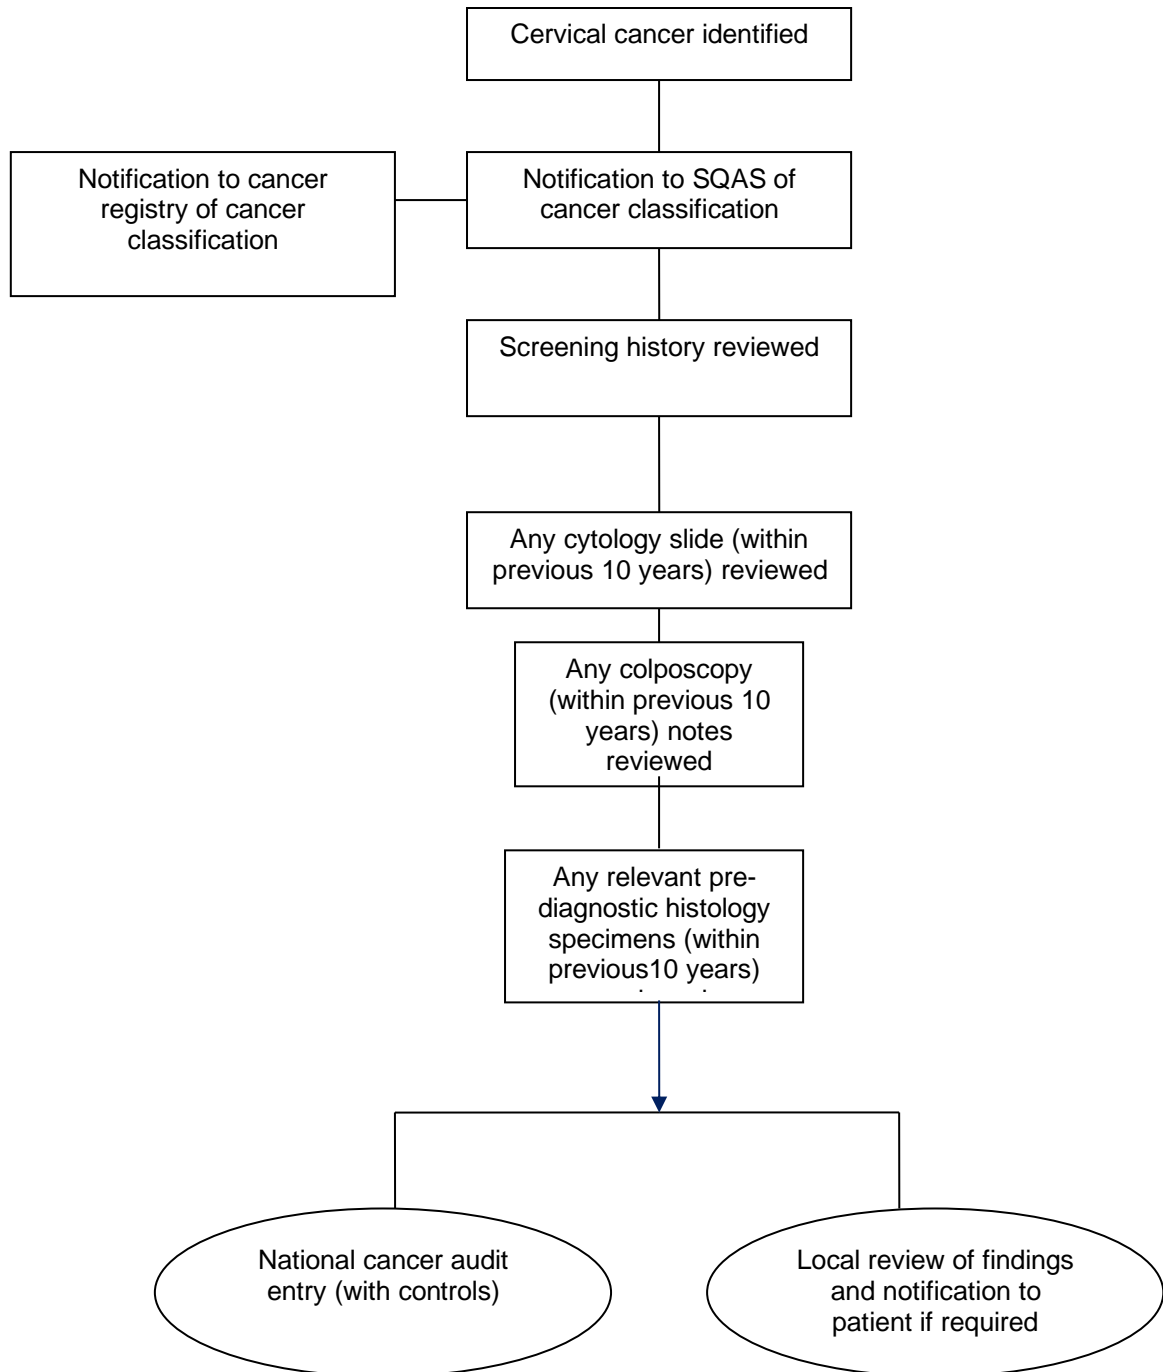 Cervical cancer identified
Notification to cancer
registry of cancer
classification
Notification to SQAS of
cancer classification
Screening history reviewed
Any cytology slide (within
previous 10 years) reviewed
Any colposcopy
(within previous 10
years) notes
reviewed
Any relevant pre-
diagnostic histology
specimens (within
previous10 years)
National cancer audit
entry (with controls)
Local review of findings
and notification to
patient if required